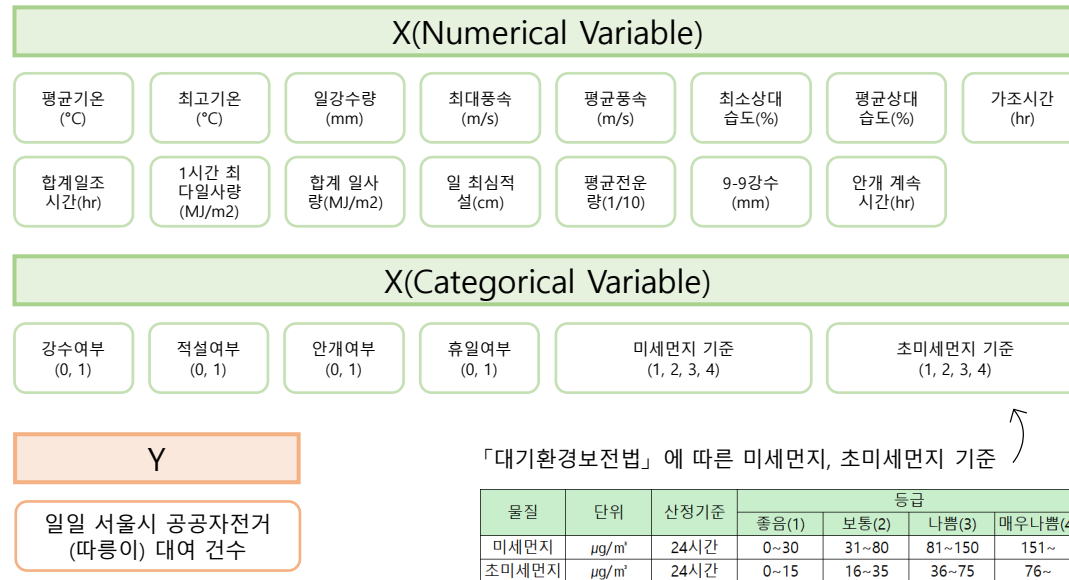 X(Numerical Variable)
평균기온
(°C)
최고기온
(°C)
일강수량
(mm)
최대풍속
(m/s)
평균풍속
(m/s)
최소상대
습도(%)
평균상대
습도(%)
가조시간
(hr)
합계일조
시간(hr)
1시간 최
다일사량
(MJ/m2)
합계 일사
량(MJ/m2)
일 최심적
설(cm)
평균전운
량(1/10)
9-9강수
(mm)
안개 계속
시간(hr)
X(Categorical Variable)
강수여부
(0, 1)
적설여부
(0, 1)
안개여부
(0, 1)
휴일여부
(0, 1)
미세먼지 기준
(1, 2, 3, 4)
초미세먼지 기준
(1, 2, 3, 4)
Y
일일 서울시 공공자전거
(따릉이) 대여 건수
「대기환경보전법」에 따른 미세먼지, 초미세먼지 기준
물질 단위 산정기준 등급
좋음(1) 보통(2) 나쁨(3) 매우나쁨(4
미세먼지 μg/㎥ 24시간 0~30 31~80 81~150 151~
초미세먼지 μg/㎥ 24시간 0~15 16~35 36~75 76~